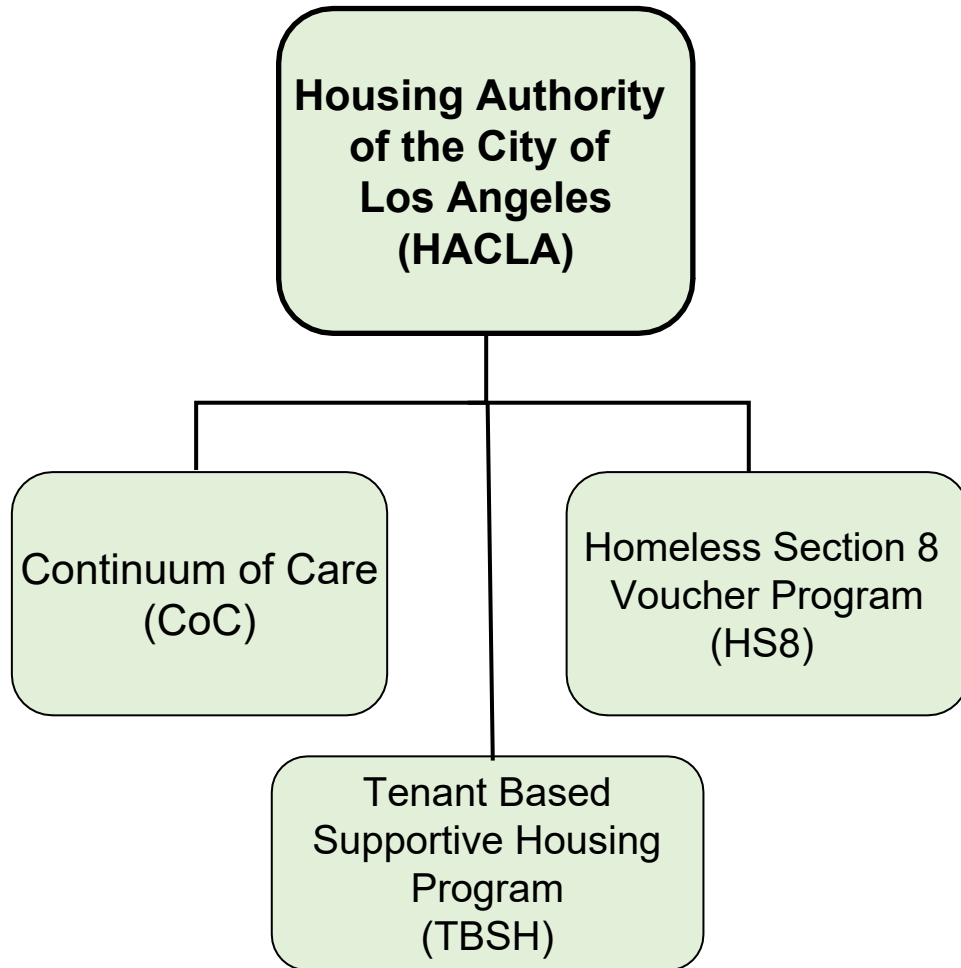 Housing Authority
of the City of
Los Angeles
(HACLA)
Continuum of Care
(CoC)
Homeless Section 8
Voucher Program
(HS8)
Tenant Based
Supportive Housing
Program
(TBSH)